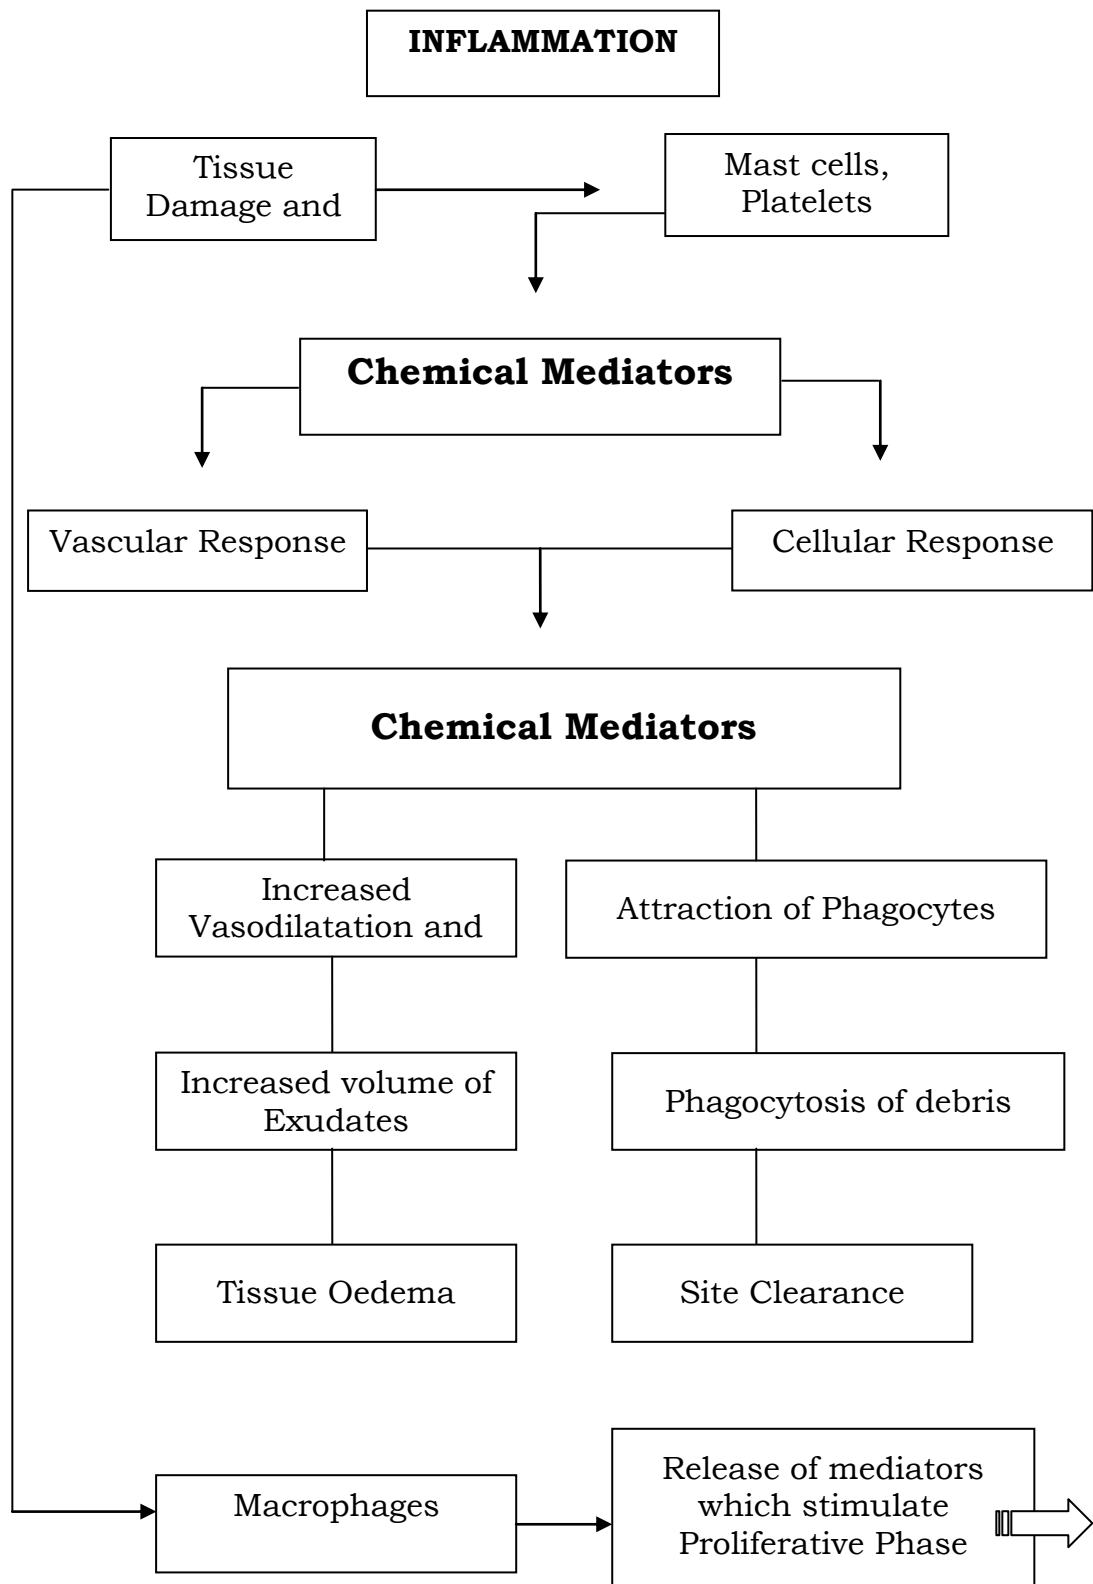 INFLAMMATION
Tissue
Damage and
Mast cells,
Platelets
Chemical Mediators
Vascular Response
Cellular Response
Chemical Mediators
Increased
Vasodilatation and
Attraction of Phagocytes
Increased volume of
Exudates
Phagocytosis of debris
Tissue Oedema
Site Clearance
Macrophages
Release of mediators
which stimulate
Proliferative Phase